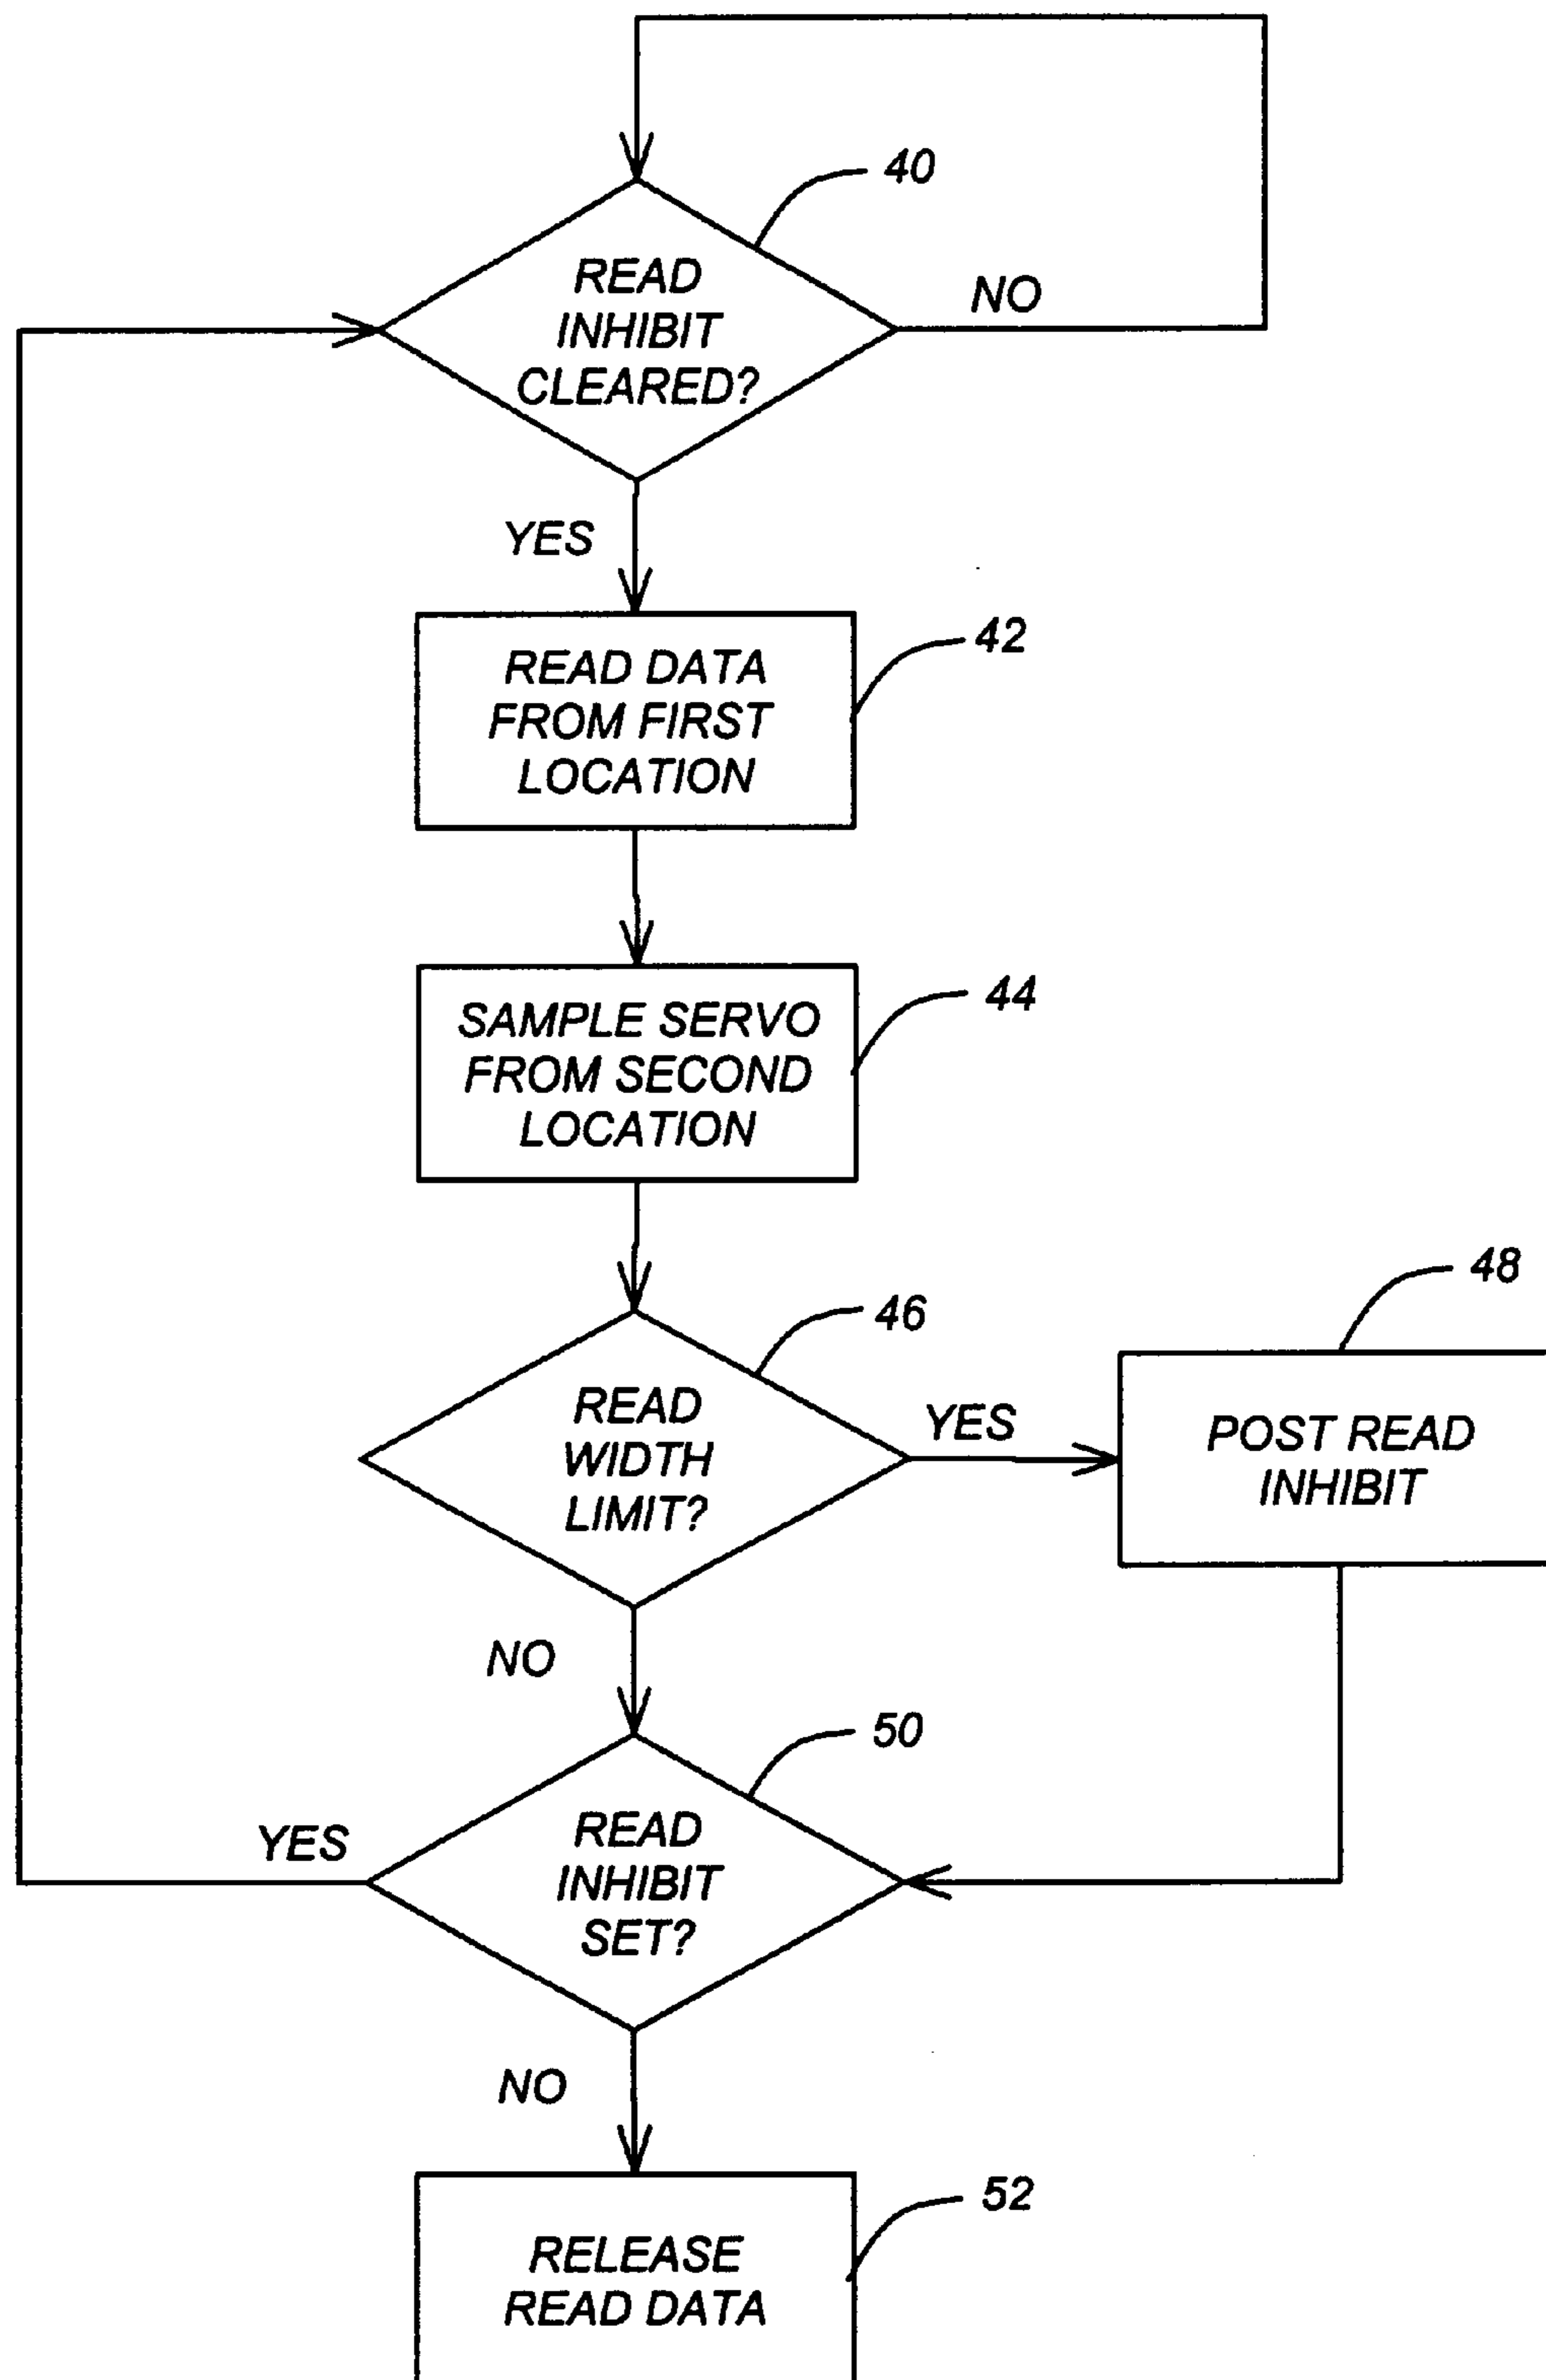 40
READ
INHIBIT
CLEARED?
NO
YES
READ DATA
FROM FIRST
LOCATION
42
SAMPLE SERVO
FROM SECOND
LOCATION
44
46
READ
WIDTH
LIMIT?
YES
48
POST READ
INHIBIT
NO
50
READ
INHIBIT
SET?
YES
NO
52
RELEASE
READ DATA